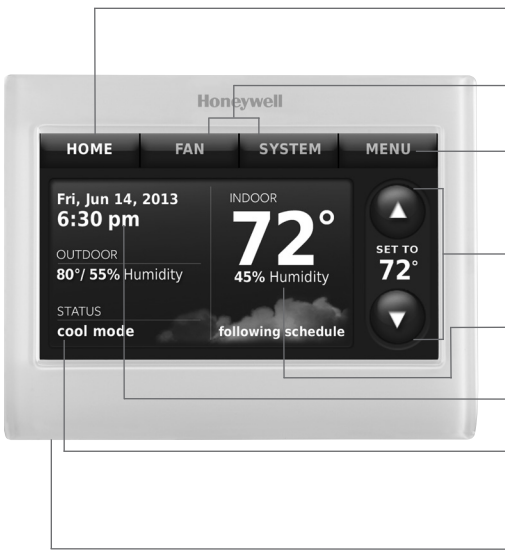 Honeywell
HOME FAN SYSTEM MENU
Fri, Jun 14, 2013
6:30 pm
OUTDOOR
80°/ 55% Humidity
STATUS
cool mode
INDOOR
72°
45% Humidity
following schedule
SET TO
72°